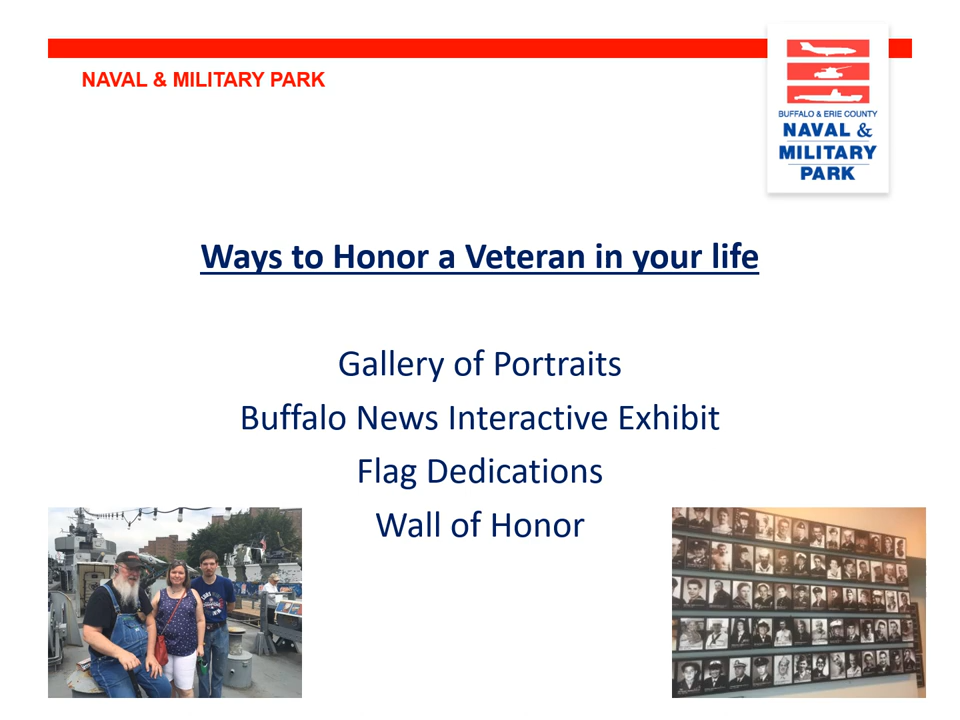 NAVAL & MILITARY PARK
BUFFALO & ERIE COUNTY
NAVAL &
MILITARY
PARK
Ways to Honor a Veteran in your life
Gallery of Portraits
Buffalo News Interactive Exhibit
Flag Dedications
Wall of Honor